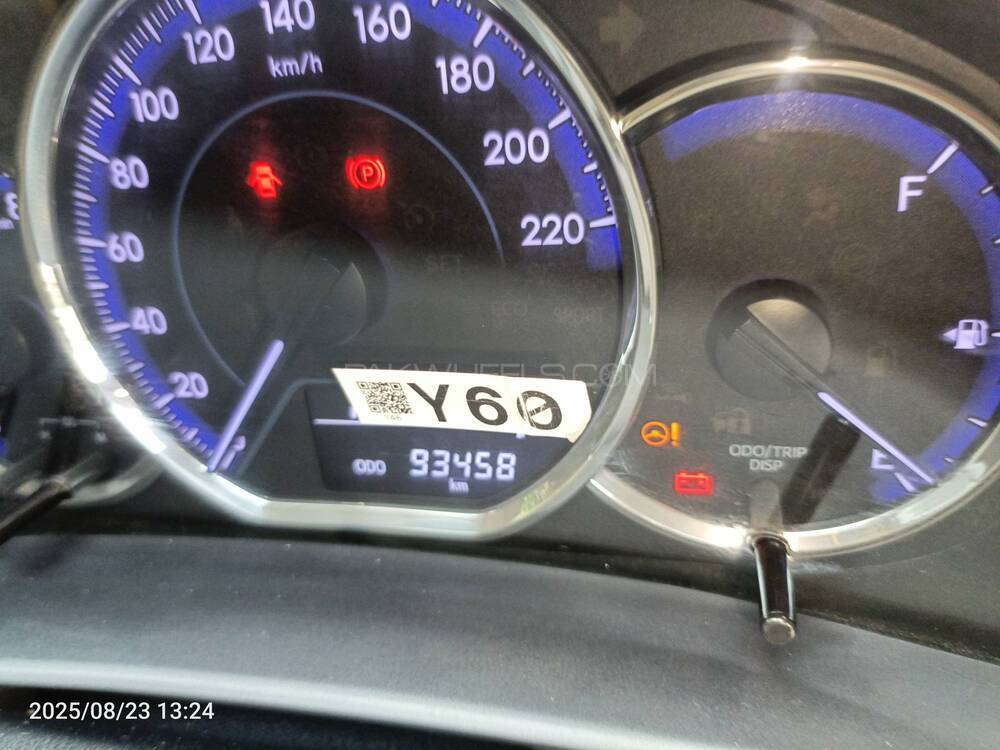 140
160
120
km/h
180
100
200
F
80
220
60
SET
40
PAKWHEELS.COM
20
Y60
ODO/TRIP
DISP
E
ODO 93458
km
2025/08/23 13:24